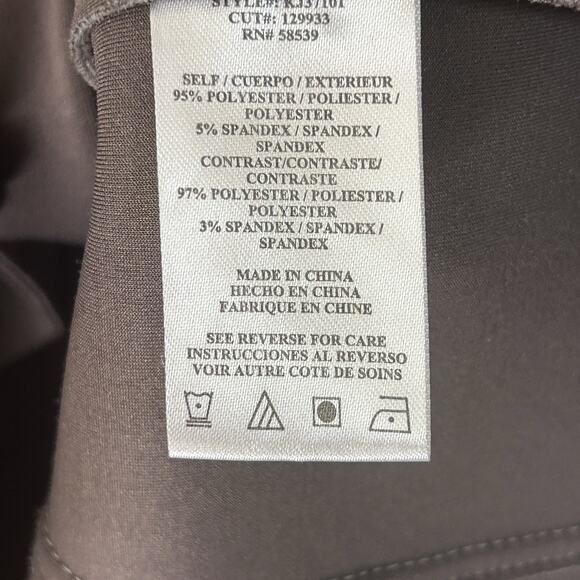 STYLE#: KJ37101
CUT#: 129933
RN# 58539
SELF / CUERPO / EXTERIEUR
95% POLYESTER / POLIESTER /
POLYESTER
5% SPANDEX / SPANDEX /
SPANDEX
CONTRAST/CONTRASTE/
CONTRASTE
97% POLYESTER / POLIESTER /
POLYESTER
3% SPANDEX / SPANDEX /
SPANDEX
MADE IN CHINA
HECHO EN CHINA
FABRIQUE EN CHINE
SEE REVERSE FOR CARE
INSTRUCCIONES AL REVERSO
VOIR AUTRE COTE DE SOINS